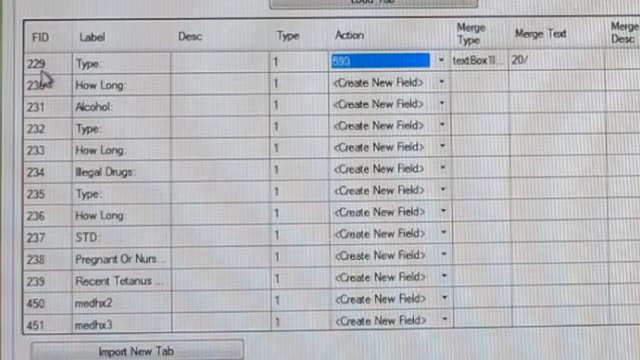 Load Tab
FID Label Desc Type Action Merge Type Merge Text Merge Desc
229 Type: 1 593 textBox1l... 20/
230 How Long: 1 <Create New Field>
231 Alcohol: 1 <Create New Field>
232 Type: 1 <Create New Field>
233 How Long: 1 <Create New Field>
234 Illegal Drugs: 1 <Create New Field>
235 Type: 1 <Create New Field>
236 How Long: 1 <Create New Field>
237 STD: 1 <Create New Field>
238 Pregnant Or Nurs... 1 <Create New Field>
239 Recent Tetanus ... 1 <Create New Field>
450 medhx2 1 <Create New Field>
451 medhx3 1 <Create New Field>
Import New Tab